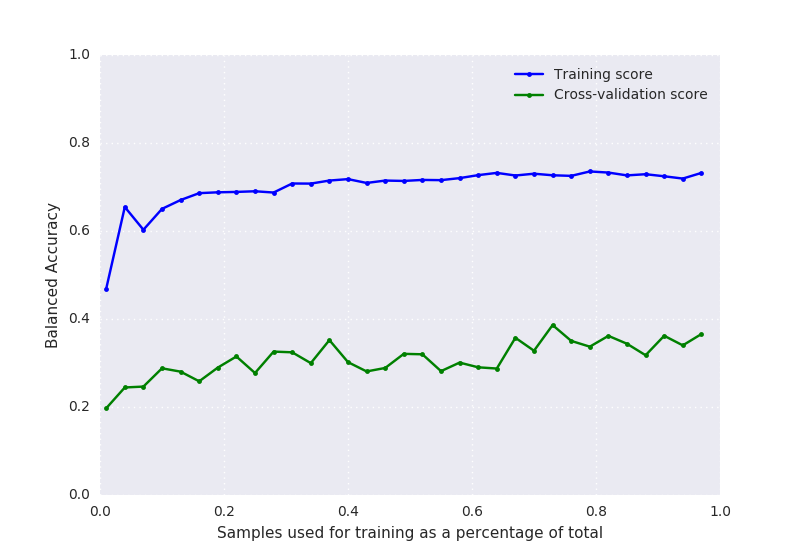 1.0
0.8
0.6
0.4
0.2
0.0
Balanced Accuracy
Training score
Cross-validation score
0.0 0.2 0.4 0.6 0.8 1.0
Samples used for training as a percentage of total